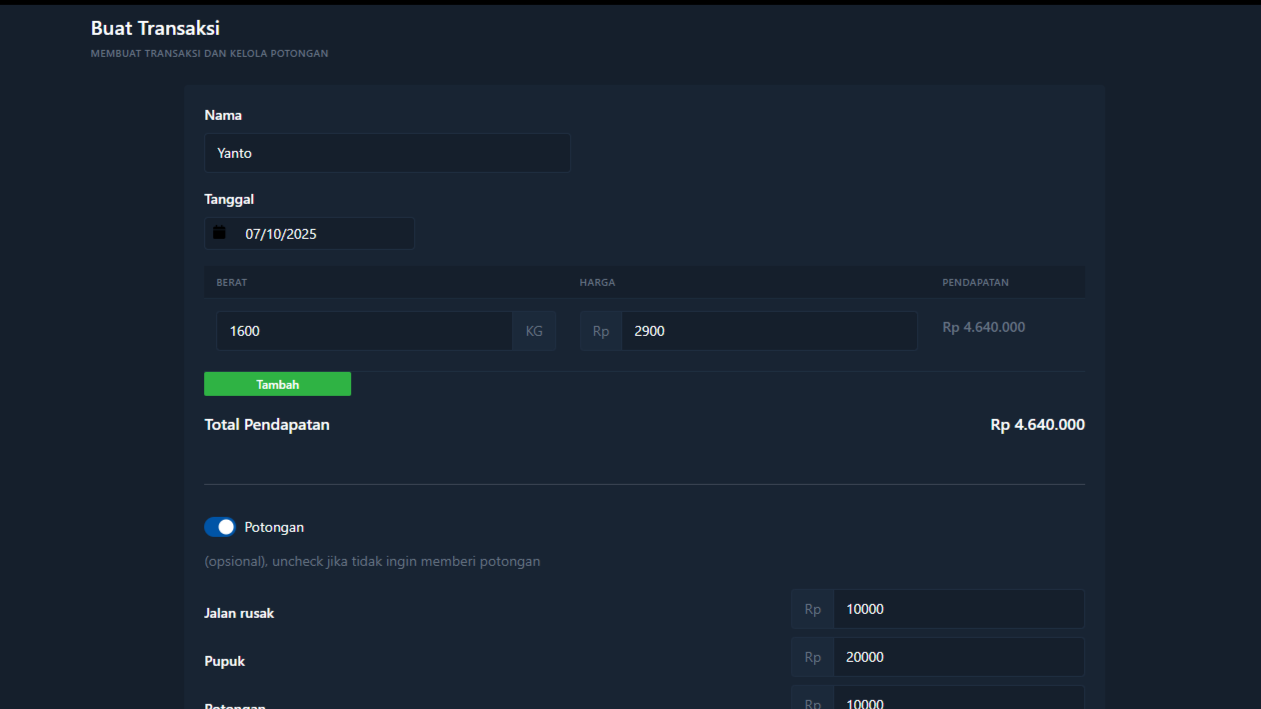 Buat Transaksi
MEMBUAT TRANSAKSI DAN KELOLA POTONGAN
Nama
Yanto
Tanggal
07/10/2025
BERAT HARGA PENDAPATAN
1600 KG Rp 2900 Rp 4.640.000
Tambah
Total Pendapatan Rp 4.640.000
Potongan
(opsional), uncheck jika tidak ingin memberi potongan
Jalan rusak Rp 10000
Pupuk Rp 20000
Potongan Rp 10000